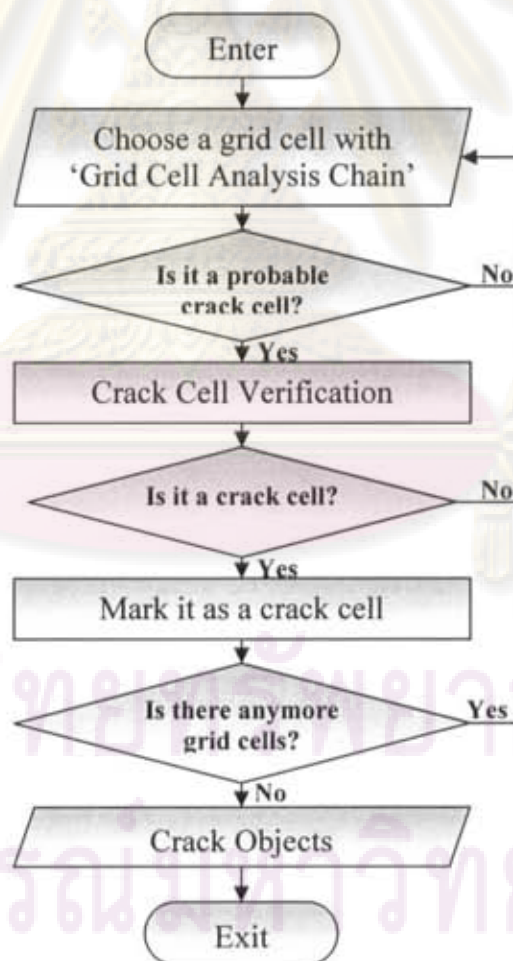 Enter
Choose a grid cell with
‘Grid Cell Analysis Chain’
Is it a probable
crack cell?
No
Yes
Crack Cell Verification
Is it a crack cell?
No
Yes
Mark it as a crack cell
Is there anymore
grid cells?
Yes
No
Crack Objects
Exit